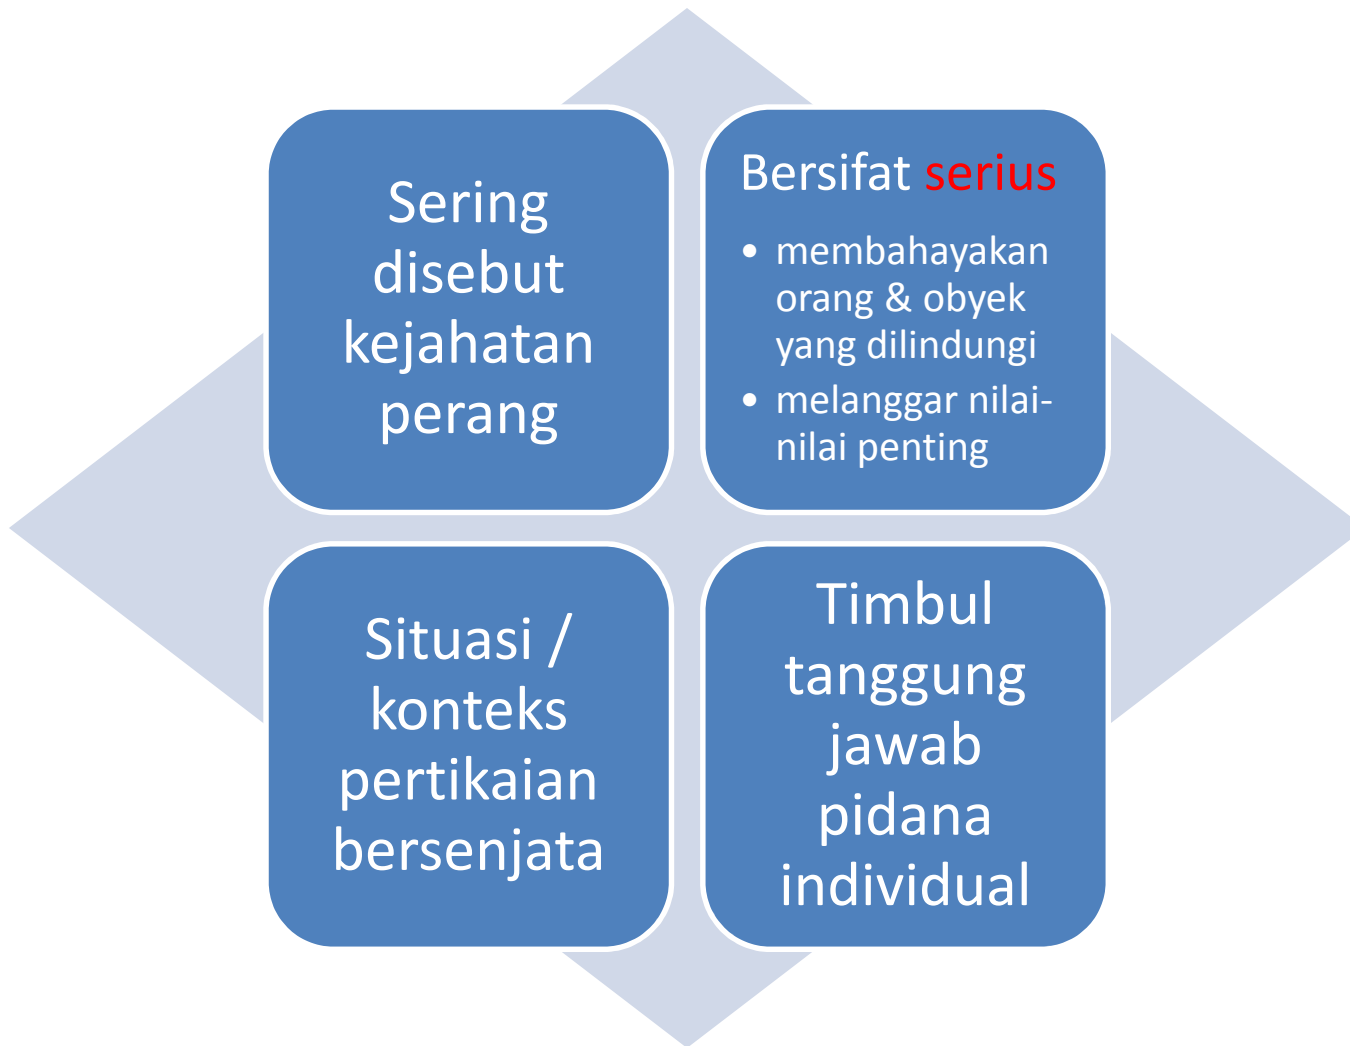 Sering
disebut
kejahatan
perang
Bersifat serius
• membahayakan
orang & obyek
yang dilindungi
• melanggar nilai-
nilai penting
Situasi /
konteks
pertikaian
bersenjata
Timbul
tanggung
jawab
pidana
individual